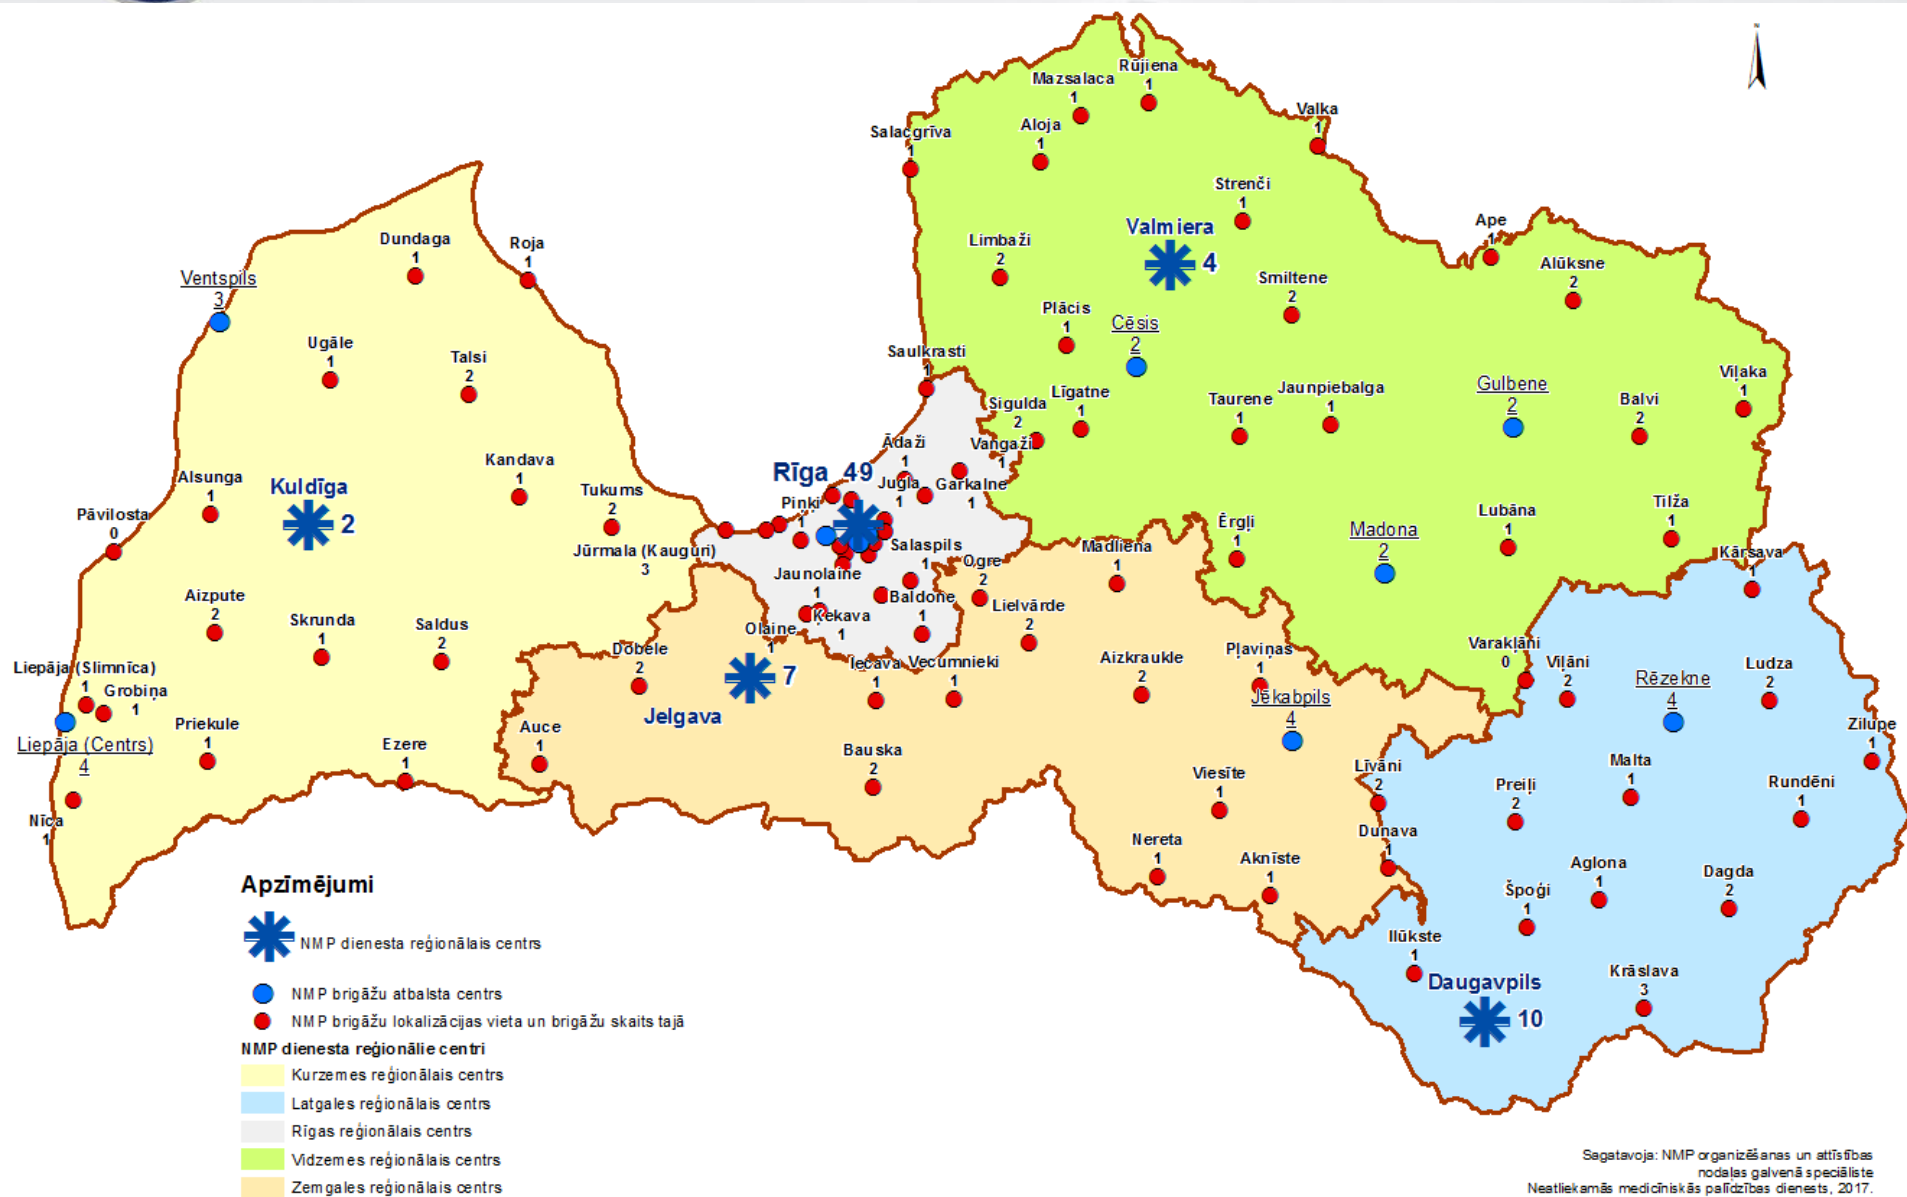 Mazsalaca
1
Rūjiena
1
Valka
1
Salacgrīva
1
Aloja
1
Strenči
1
Ape
1
Dundaga
1
Roja
1
Limbaži
2
Valmiera
4
Alūksne
2
Ventspils
3
Smiltene
2
Plācis
1
Cēsis
2
Ugāle
1
Talsi
2
Saulkrasti
1
Viļaka
1
Sigulda
2
Līgatne
1
Taurene
1
Jaunpiebalga
1
Gulbene
2
Balvi
2
Ādaži
1
Vangaži
1
Rīga 49
Kandava
1
Alsunga
1
Kuldīga
2
Tukums
2
Piņķi
1
Jugla
1
Garkalne
1
Pāvilosta
0
Ērgļi
1
Madona
2
Lubāna
1
Tilža
1
Jūrmala (Kauguri)
3
Salaspils
1
Ogre
2
Madliena
1
Kārsava
1
Jaunolaine
1
Baldone
1
Lielvārde
2
Aizpute
2
Skrunda
1
Saldus
2
Olaine
1
Ķekava
1
Dobele
2
7
Jelgava
Iecava
1
Vecumnieki
1
Aizkraukle
2
Pļaviņas
1
Varakļāni
0
Viļāni
2
Rēzekne
4
Ludza
2
Liepāja (Slimnīca)
1
Grobiņa
1
Jēkabpils
4
Zilupe
1
Liepāja (Centrs)
4
Priekule
1
Ezere
1
Auce
1
Bauska
2
Viesīte
1
Līvāni
2
Preiļi
2
Malta
1
Rundēni
1
Nīca
1
Nereta
1
Aknīste
1
Dunava
1
Aglona
1
Dagda
2
Špoģi
1
Ilūkste
1
Daugavpils
10
Krāslava
3
Apzīmējumi
NMP dienesta reģionālais centrs
NMP brigāžu atbalsta centrs
NMP brigāžu lokalizācijas vieta un brigāžu skaits tajā
NMP dienesta reģionālie centri
Kurzemes reģionālais centrs
Latgales reģionālais centrs
Rīgas reģionālais centrs
Vidzemes reģionālais centrs
Zemgales reģionālais centrs
Sagatavoja: NMP organizēšanas un attīstības
nodaļas galvenā speciāliste
Neatliekamās medicīniskās palīdzības dienests, 2017.